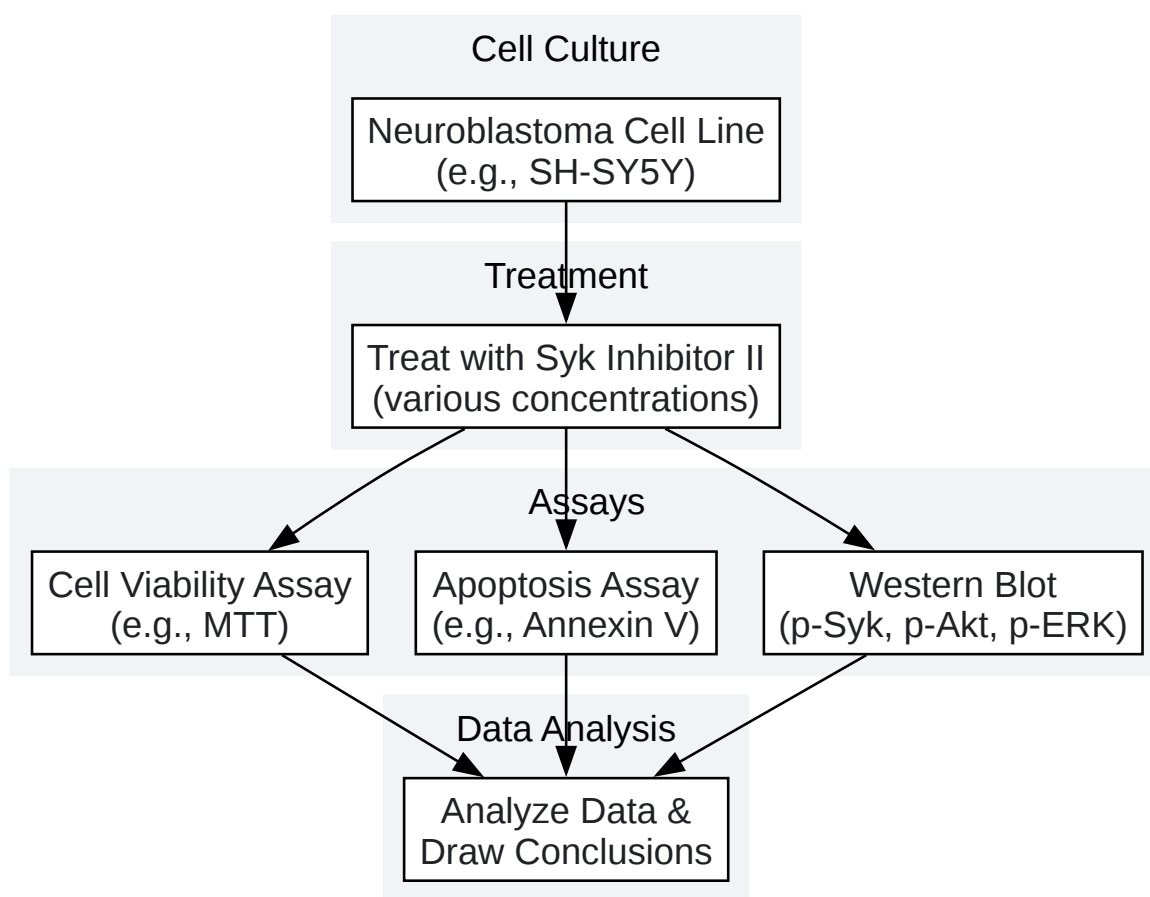 Cell Culture
Neuroblastoma Cell Line
(e.g., SH-SY5Y)
Treatment
Treat with Syk Inhibitor II
(various concentrations)
Assays
Cell Viability Assay
(e.g., MTT)
Apoptosis Assay
(e.g., Annexin V)
Western Blot
(p-Syk, p-Akt, p-ERK)
Data Analysis
Analyze Data &
Draw Conclusions